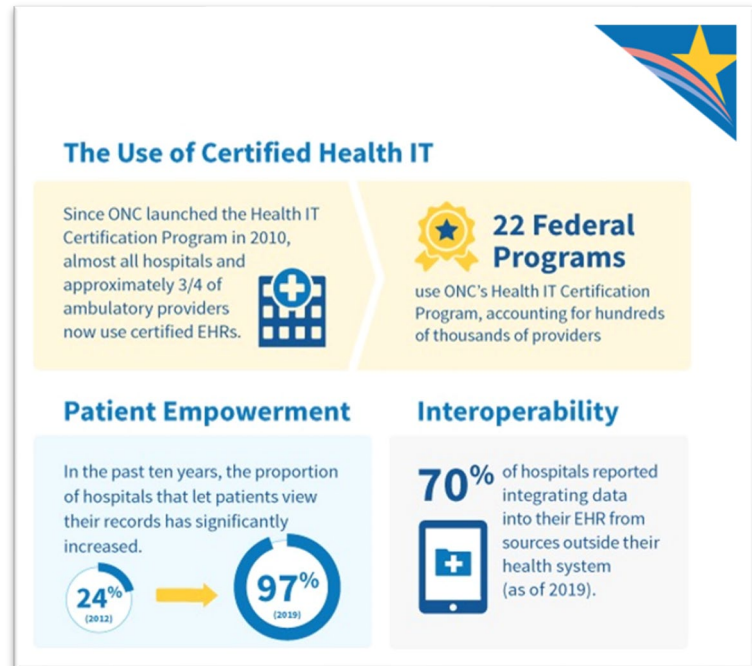 The Use of Certified Health IT
Since ONC launched the Health IT
Certification Program in 2010,
almost all hospitals and
approximately 3/4 of
ambulatory providers
now use certified EHRs.
22 Federal
Programs
use ONC's Health IT Certification
Program, accounting for hundreds
of thousands of providers
Patient Empowerment
In the past ten years, the proportion
of hospitals that let patients view
their records has significantly
increased.
24%
(2012)
97%
(2019)
Interoperability
70% of hospitals reported
integrating data
into their EHR from
sources outside their
health system
(as of 2019).